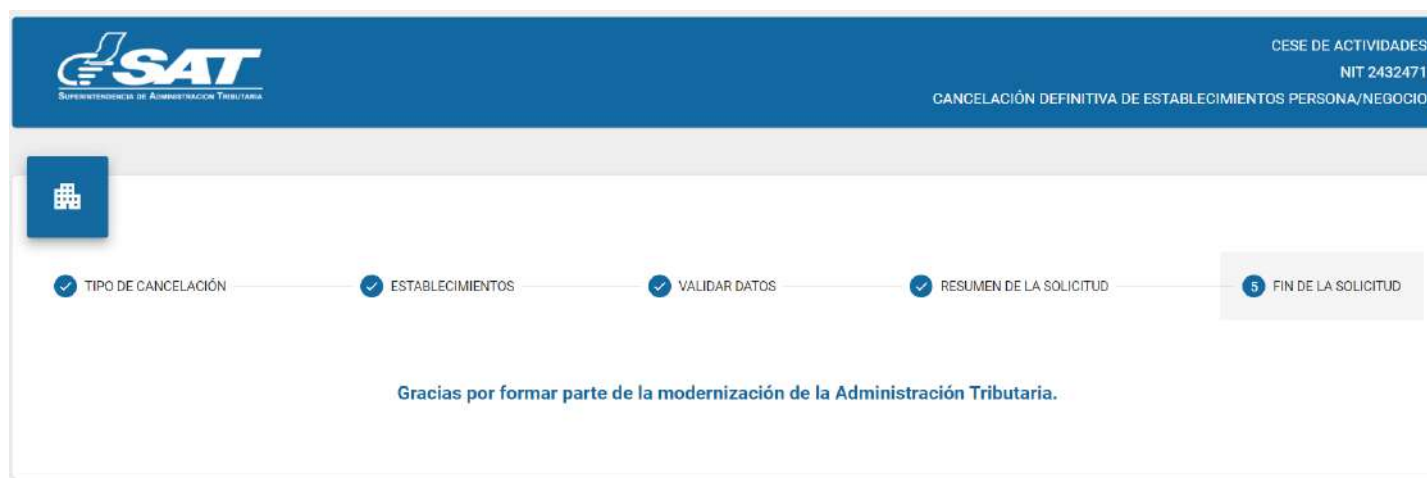 SAT
SUPERINTENDENCIA DE ADMINISTRACION TRIBUTARIA
CESE DE ACTIVIDADES
NIT 2432471
CANCELACIÓN DEFINITIVA DE ESTABLECIMIENTOS PERSONA/NEGOCIO
TIPO DE CANCELACIÓN
ESTABLECIMIENTOS
VALIDAR DATOS
RESUMEN DE LA SOLICITUD
5 FIN DE LA SOLICITUD
Gracias por formar parte de la modernización de la Administración Tributaria.